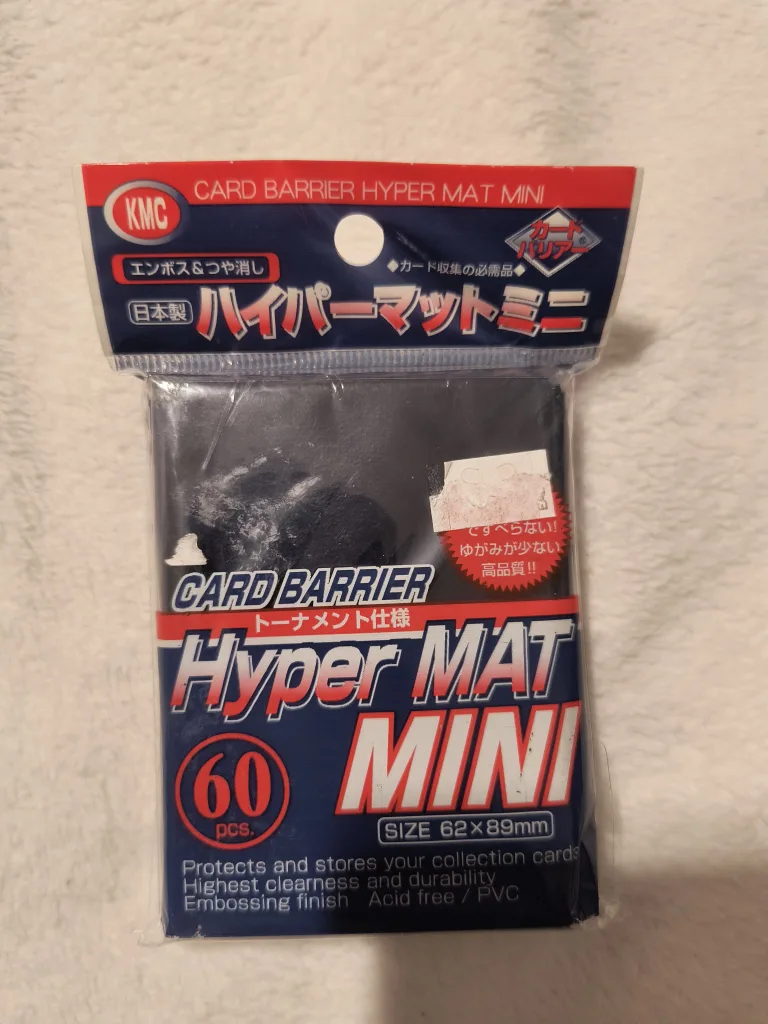 KMC
CARD BARRIER HYPER MAT MINI
カード
バリアー®
エンボス&つや消し
◆カード収集の必需品◆
日本製
ハイパーマットミニ
ですべらない!
ゆがみが少ない
高品質!!
CARD BARRIER
トーナメント仕様
Hyper MAT
MINI
60
pcs.
SIZE 62×89mm
Protects and stores your collection cards
Highest clearness and durability
Embossing finish Acid free / PVC